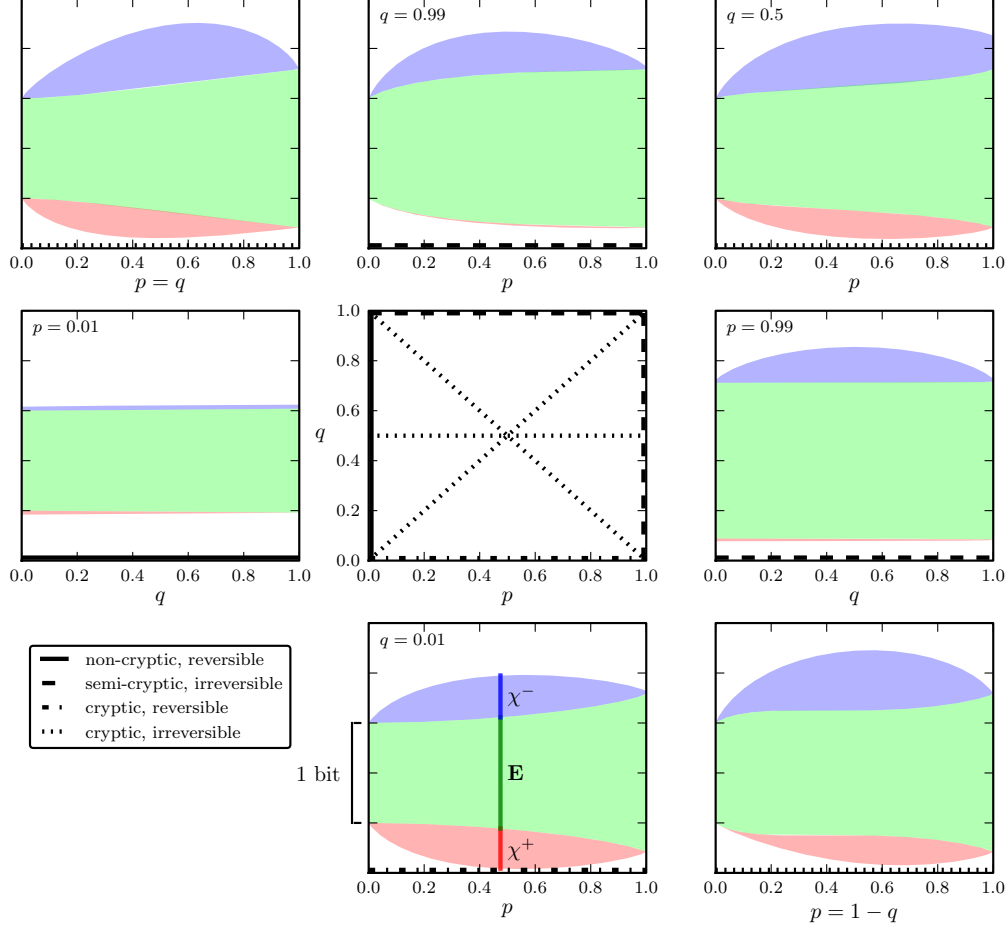 q = 0.99
q = 0.5
0.0 0.2 0.4 0.6 0.8 1.0
0.0 0.2 0.4 0.6 0.8 1.0
0.0 0.2 0.4 0.6 0.8 1.0
p = q
p
p
p = 0.01
1.0
0.8
0.6
0.4
0.2
0.0
q
p = 0.99
0.0 0.2 0.4 0.6 0.8 1.0
0.0 0.2 0.4 0.6 0.8 1.0
0.0 0.2 0.4 0.6 0.8 1.0
q
p
q
non-cryptic, reversible
semi-cryptic, irreversible
cryptic, reversible
cryptic, irreversible
q = 0.01
χ⁻
1 bit
E
χ⁺
0.0 0.2 0.4 0.6 0.8 1.0
0.0 0.2 0.4 0.6 0.8 1.0
p
p = 1 − q